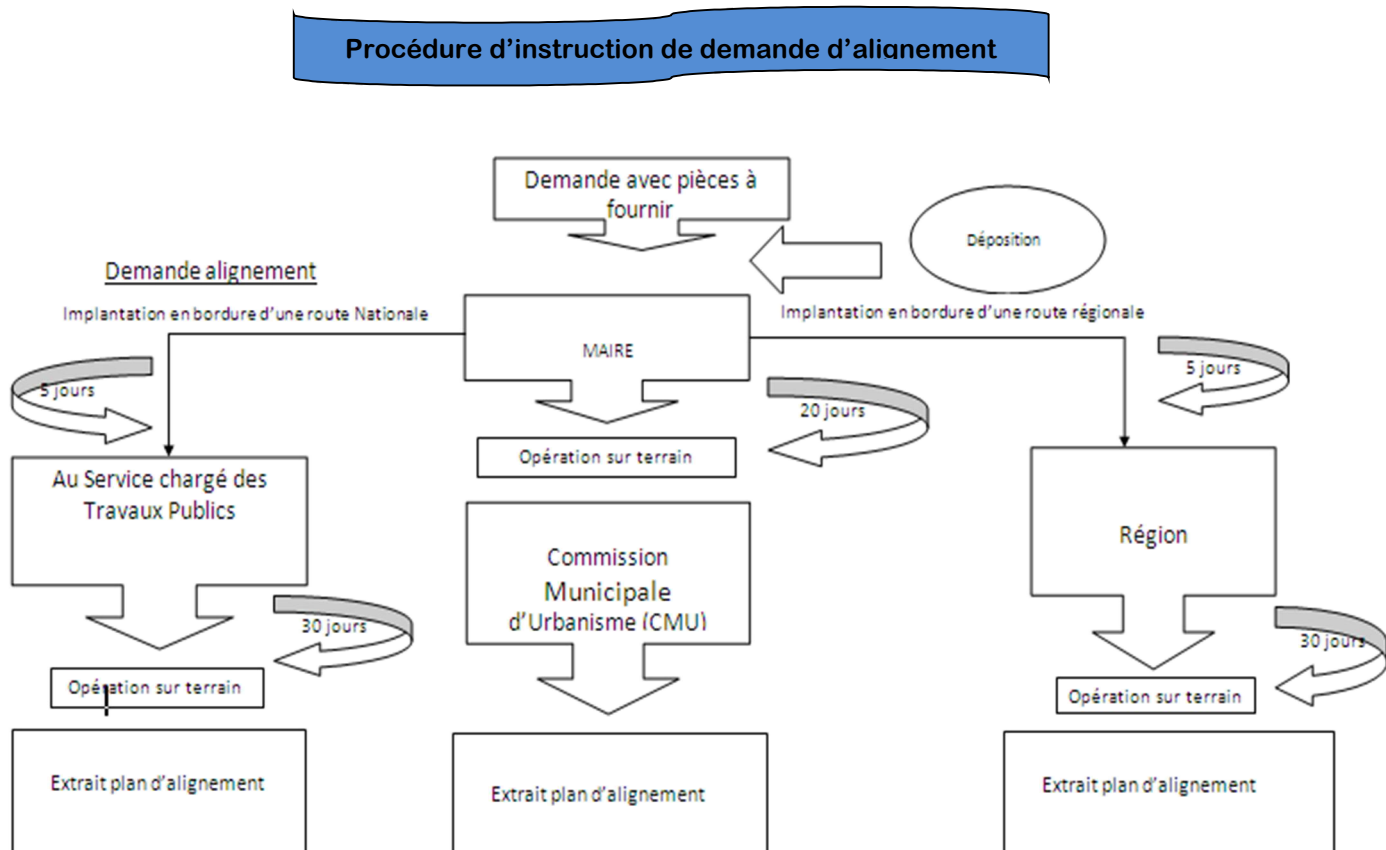 Procédure d'instruction de demande d'alignement
Demande avec pièces à
fournir
Déposition
Demande alignement
Implantation en bordure d'une route Nationale
Implantation en bordure d'une route régionale
MAIRE
5 jours
5 jours
20 jours
Opération sur terrain
Au Service chargé des
Travaux Publics
Commission
Municipale
d'Urbanisme (CMU)
Région
30 jours
30 jours
Opération sur terrain
Opération sur terrain
Extrait plan d'alignement
Extrait plan d'alignement
Extrait plan d'alignement